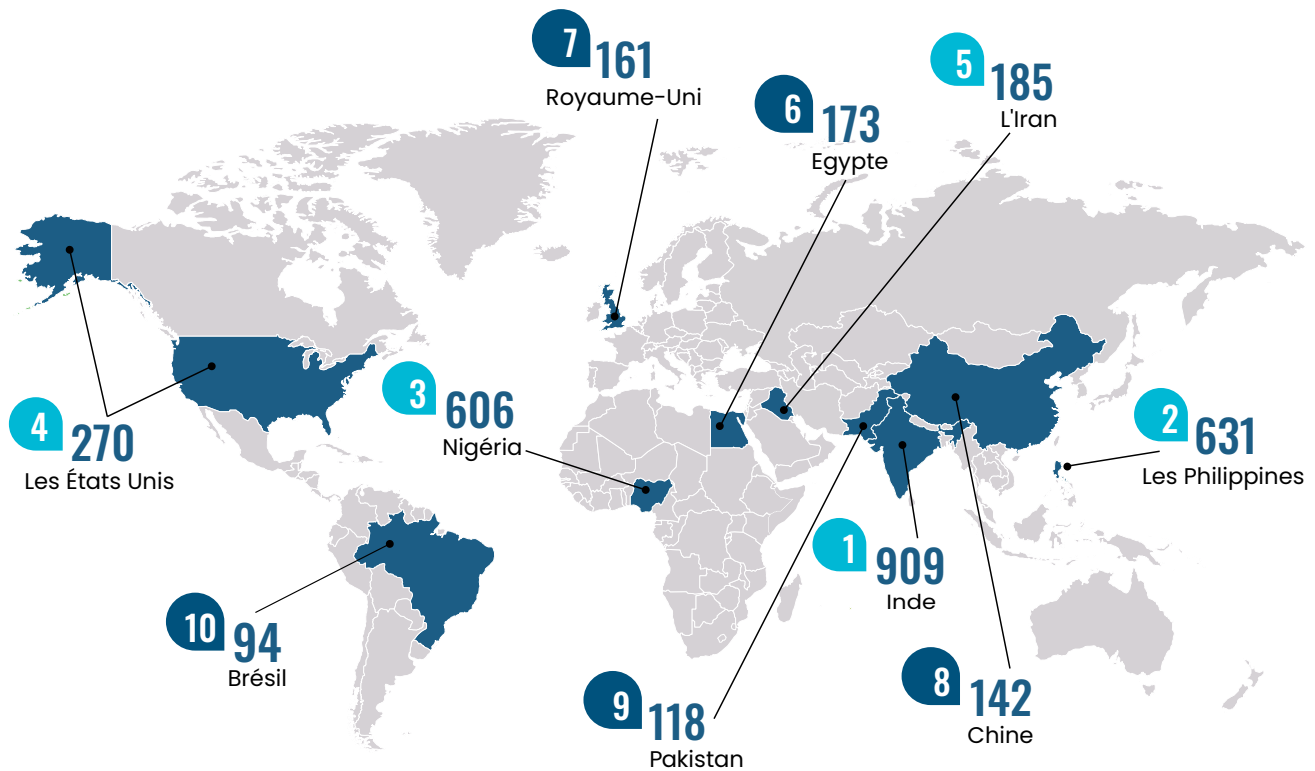 7
161
Royaume-Uni
5
185
L'Iran
6
173
Egypte
3
606
Nigéria
4
270
Les États Unis
2
631
Les Philippines
1
909
Inde
10
94
Brésil
8
142
Chine
9
118
Pakistan